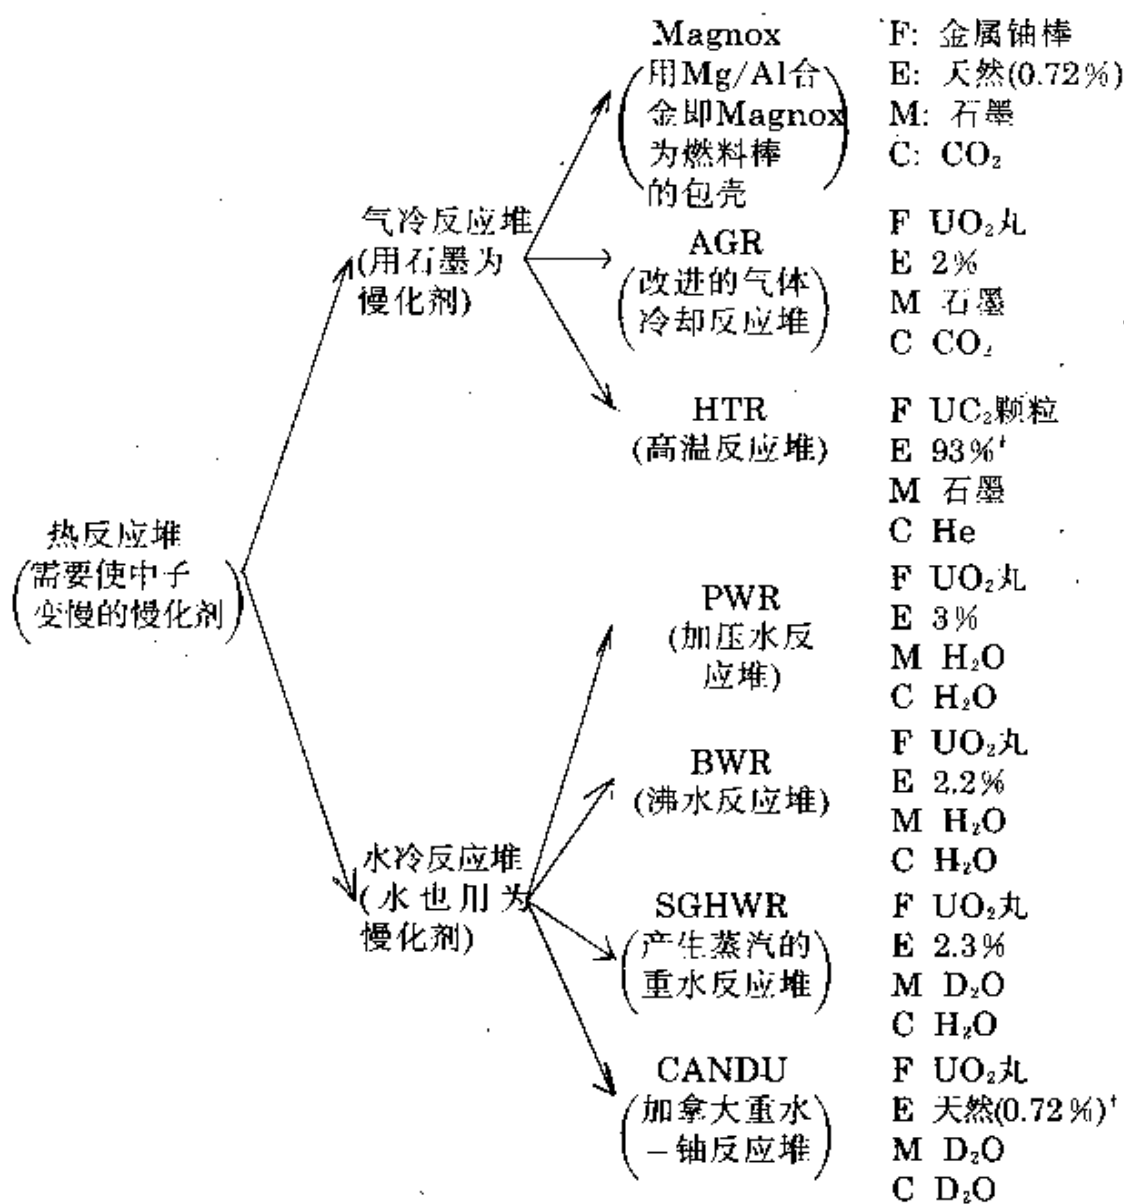 热反应堆
(需要使中子
变慢的慢化剂)
气冷反应堆
(用石墨为
慢化剂)
Magnox
(用Mg/Al合
金即Magnox
为燃料棒
的包壳)
F: 金属铀棒
E: 天然(0.72%)
M: 石墨
C: CO₂
AGR
(改进的气体
冷却反应堆)
F UO₂丸
E 2%
M 石墨
C CO₂
HTR
(高温反应堆)
F UC₂颗粒
E 93%†
M 石墨
C He
水冷反应堆
(水也用为
慢化剂)
PWR
(加压水反
应堆)
F UO₂丸
E 3%
M H₂O
C H₂O
BWR
(沸水反应堆)
F UO₂丸
E 2.2%
M H₂O
C H₂O
SGHWR
(产生蒸汽的
重水反应堆)
F UO₂丸
E 2.3%
M D₂O
C H₂O
CANDU
(加拿大重水
–铀反应堆)
F UO₂丸
E 天然(0.72%)†
M D₂O
C D₂O